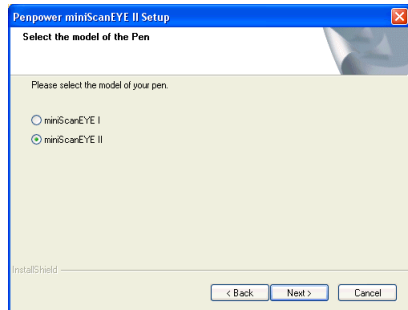 Penpower miniScanEYE II Setup
Select the model of the Pen
Please select the model of your pen.
miniScanEYE I
miniScanEYE II
InstallShield
< Back
Next >
Cancel